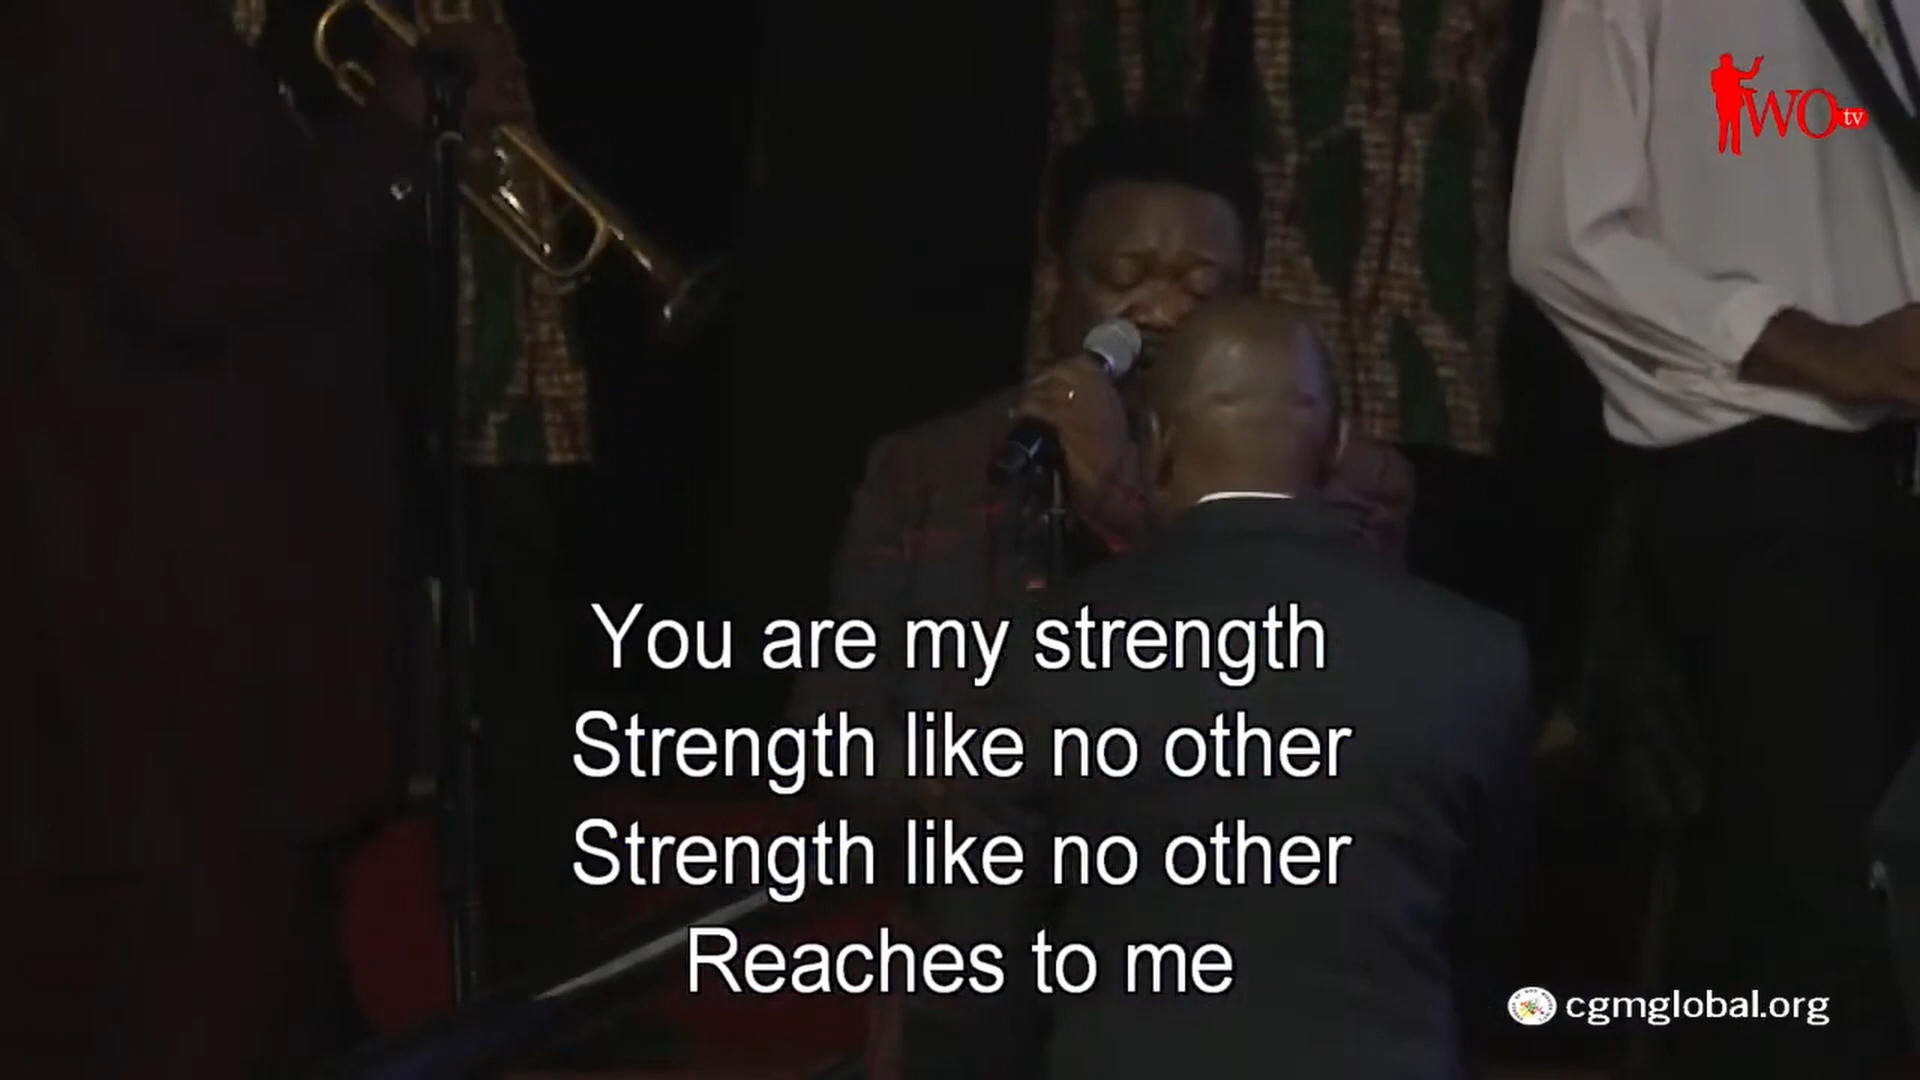 WO tv
You are my strength
Strength like no other
Strength like no other
Reaches to me
cgmglobal.org